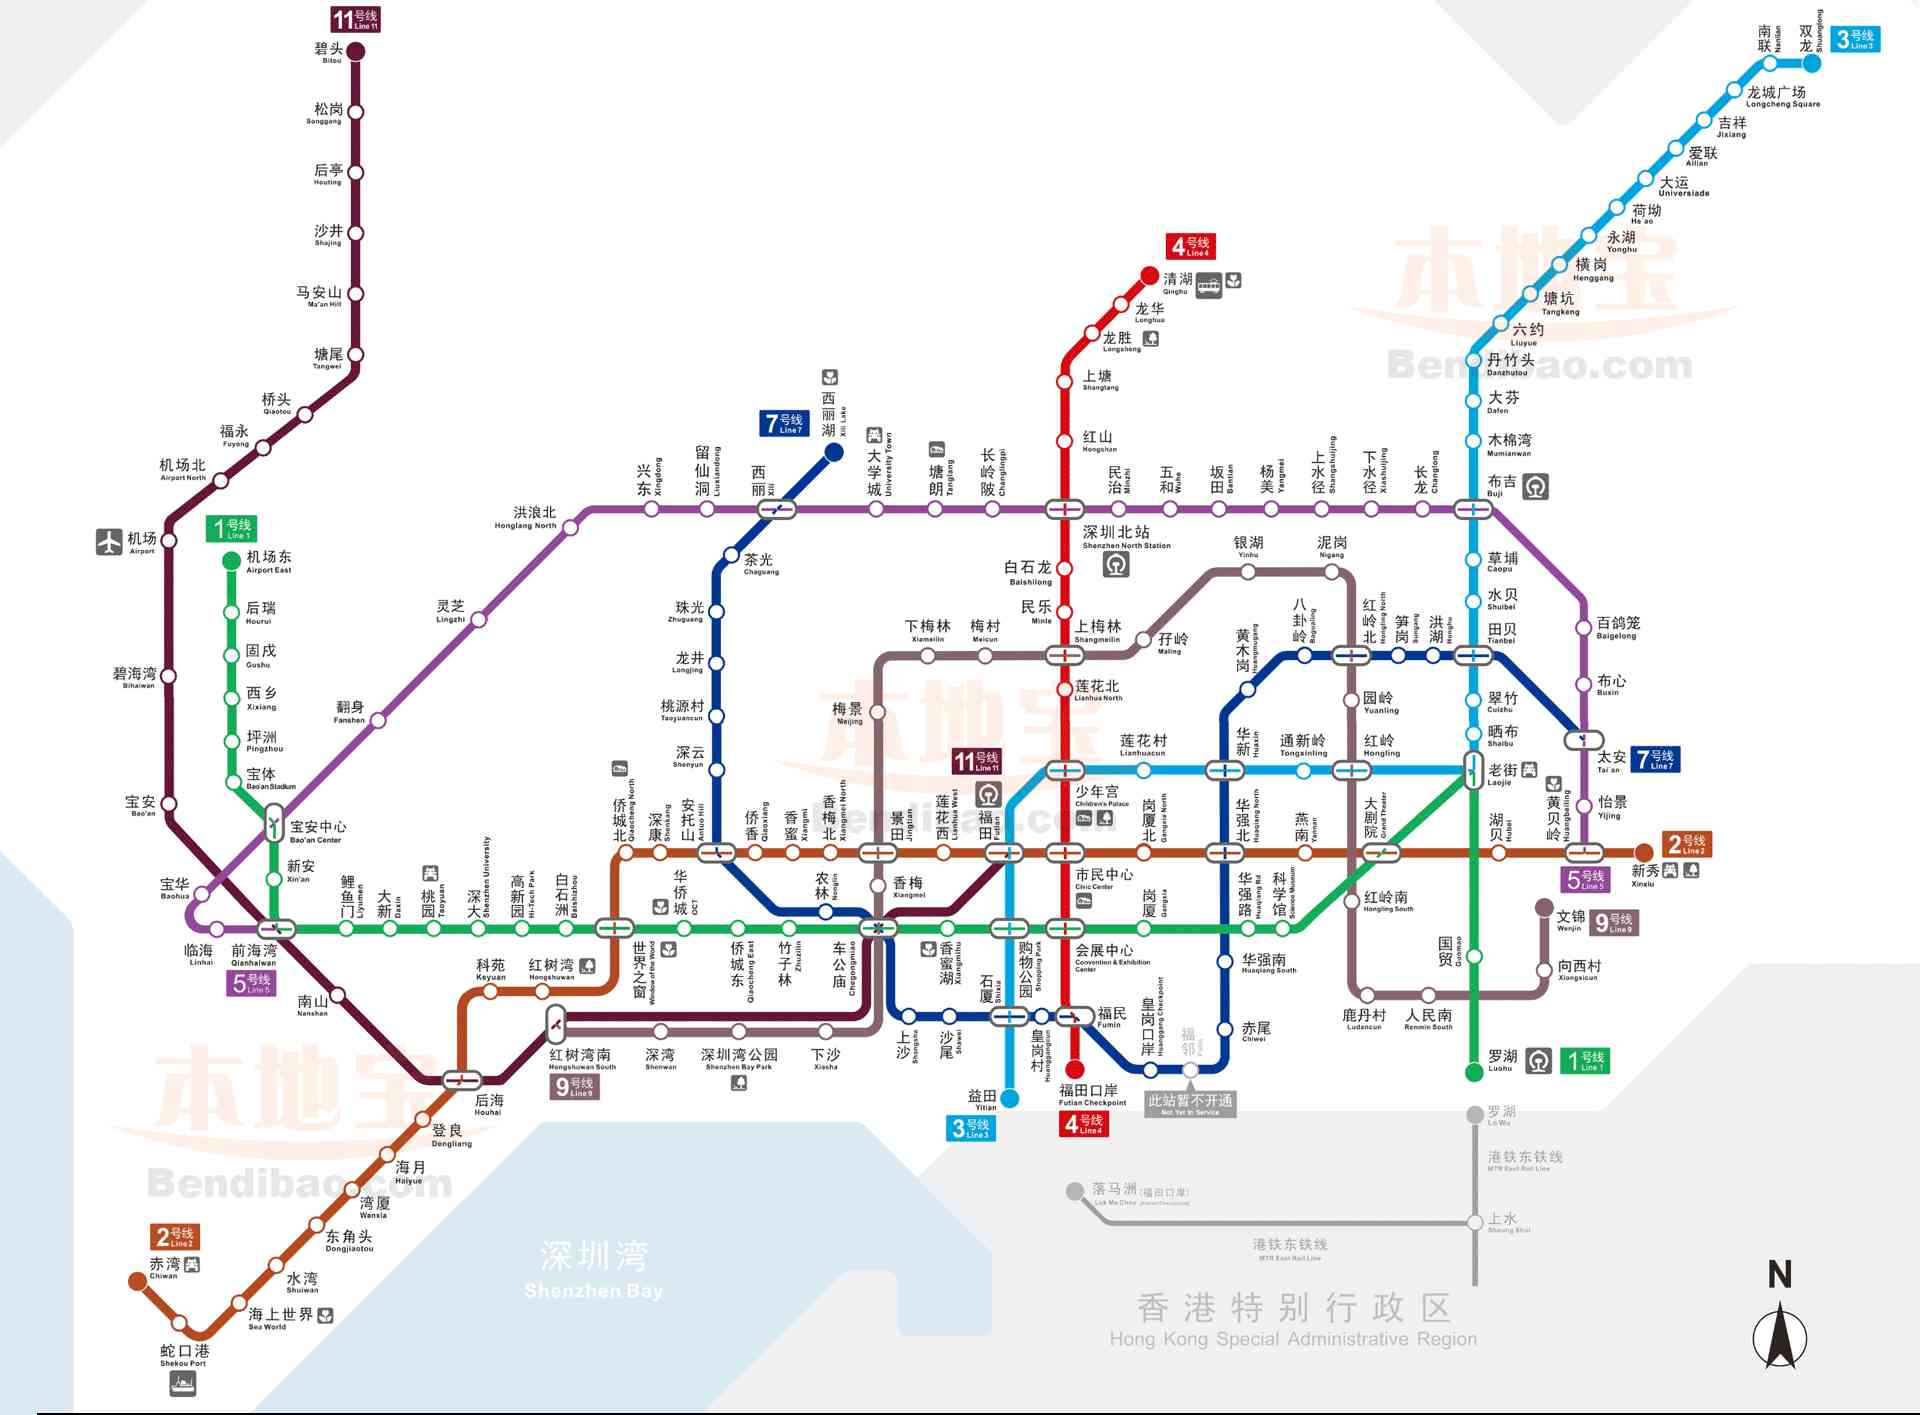 11号线
Line 11
碧头
Bitou
松岗
Songgang
后亭
Houting
沙井
Shajing
马安山
Ma'an Hill
塘尾
Tangwei
桥头
Qiaotou
福永
Fuyong
机场北
Airport North
机场
Airport
碧海湾
Bihaiwan
宝安
Bao'an
1号线
Line 1
机场东
Airport East
后瑞
Hourui
固戍
Gushu
西乡
Xixiang
坪洲
Pingzhou
宝体
Bao'an Stadium
宝安中心
Bao'an Center
新安
Xin'an
宝华
Baohua
临海
Linhai
前海湾
Qianhaiwan
5号线
Line 5
南山
Nanshan
鲤鱼门
Liyumen
大新
Daxin
桃园
Taoyuan
深大
Shenzhen University
高新园
Hi-Tech Park
白石洲
Baishizhou
世界之窗
Window of the World
华侨城
OCT
侨城东
Qiaocheng East
竹子林
Zhuzilin
车公庙
Chegongmiao
香蜜湖
Xiangmihu
购物公园
Shopping Park
会展中心
Convention & Exhibition
Center
岗厦
Gangxia
华强路
Huaqiang Rd
科学馆
Science Museum
大剧院
Grand Theater
老街
Laojie
国贸
Guomao
罗湖
Luohu
1号线
Line 1
翻身
Fanshen
灵芝
Lingzhi
洪浪北
Honglang North
兴东
Xingdong
留仙洞
Liuxiandong
西丽
Xili
大学城
University Town
塘朗
Tanglang
长岭陂
Changlingpi
深圳北站
Shenzhen North Station
民治
Minzhi
五和
Wuhe
坂田
Bantian
杨美
Yangmei
上水径
Shangshuijing
下水径
Xiashuijing
长龙
Changlong
布吉
Buji
百鸽笼
Baigelong
布心
Buxin
太安
Tai'an
7号线
Line 7
怡景
Yijing
黄贝岭
Huangbeiling
5号线
Line 5
7号线
Line 7
西丽湖
Xili Lake
茶光
Chaguang
珠光
Zhuguang
龙井
Longjing
桃源村
Taoyuancun
深云
Shenyun
安托山
Antuo Hill
农林
Nonglin
上沙
Shangsha
沙尾
Shawei
石厦
Shixia
皇岗村
Huanggangcun
福民
Fumin
皇岗口岸
Huanggang Checkpoint
福邻
此站暂不开通
Not Yet In Service
赤尾
Chiwei
华强南
Huaqiang South
华强北
Huaqiang North
华新
Huaxin
黄木岗
Huangmugang
八卦岭
Bagualing
红岭北
Hongling North
笋岗
Sungang
洪湖
Honghu
田贝
Tianbei
4号线
Line 4
清湖
Qinghu
龙华
Longhua
龙胜
Longsheng
上塘
Shangtang
红山
Hongshan
白石龙
Baishilong
民乐
Minle
上梅林
Shangmeilin
莲花北
Lianhua North
少年宫
Children's Palace
市民中心
Civic Center
福田口岸
Futian Checkpoint
4号线
Line 4
3号线
Line 3
双龙
Shuanglong
南联
Nanlian
龙城广场
Longcheng Square
吉祥
Jixiang
爱联
Ailian
大运
Universiade
荷坳
He'ao
永湖
Yonghu
横岗
Henggang
塘坑
Tangkeng
六约
Liuyue
丹竹头
Danzhutou
大芬
Dafen
木棉湾
Mumianwan
草埔
Caopu
水贝
Shuibei
翠竹
Cuizhu
晒布
Shaibu
红岭
Hongling
通新岭
Tongxinling
莲花村
Lianhuacun
11号线
Line 11
福田
Futian
益田
Yitian
3号线
Line 3
下梅林
Xiameilin
梅村
Meicun
孖岭
Maling
银湖
Yinhu
泥岗
Nigang
园岭
Yuanling
红岭南
Hongling South
鹿丹村
Ludancun
人民南
Renmin South
向西村
Xiangxicun
文锦
Wenjin
9号线
Line 9
梅景
Meijing
景田
Jingtian
香梅
Xiangmei
下沙
Xiasha
深圳湾公园
Shenzhen Bay Park
深湾
Shenwan
红树湾南
Hongshuwan South
9号线
Line 9
侨城北
Qiaocheng North
深康
Shenkang
侨香
Qiaoxiang
香蜜
Xiangmi
香梅北
Xiangmei North
莲花西
Lianhua West
岗厦北
Gangxia North
燕南
Yannan
湖贝
Hubei
2号线
Line 2
新秀
Xinxiu
科苑
Keyuan
红树湾
Hongshuwan
后海
Houhai
登良
Dengliang
海月
Haiyue
湾厦
Wanxia
东角头
Dongjiaotou
水湾
Shuiwan
海上世界
Sea World
2号线
Line 2
赤湾
Chiwan
蛇口港
Shekou Port
深圳湾
Shenzhen Bay
罗湖
Lo Wu
港铁东铁线
MTR East Rail Line
落马洲(福田口岸)
上水
Sheung Shui
港铁东铁线
MTR East Rail Line
香港特别行政区
Hong Kong Special Administrative Region
N
本地宝
Bendibao.com
本地宝
Bendibao.com
本地宝
Bendibao.com